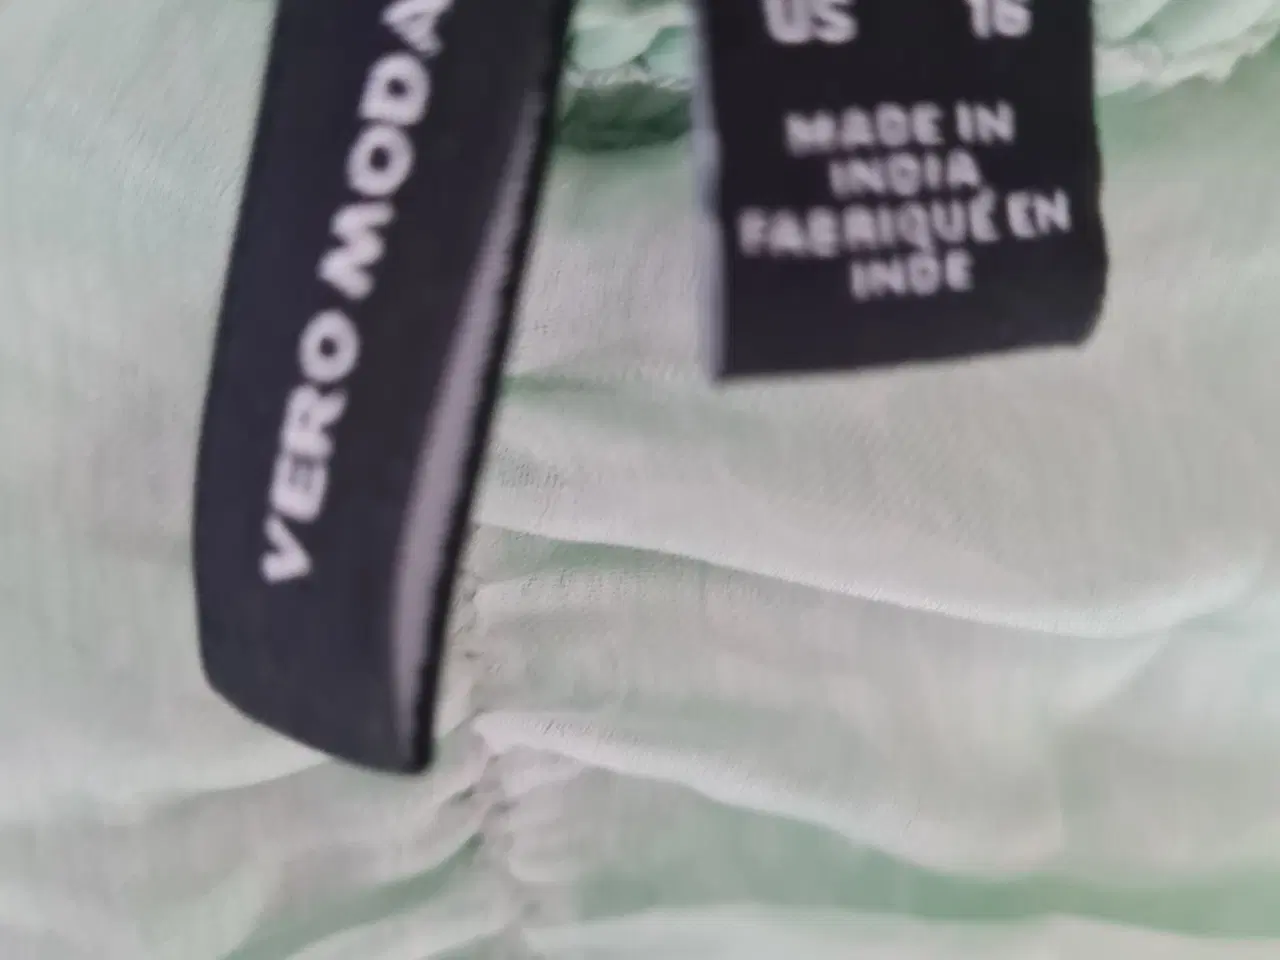 VERO MODA
US 16
MADE IN
INDIA
FABRIQUÉ EN
INDE